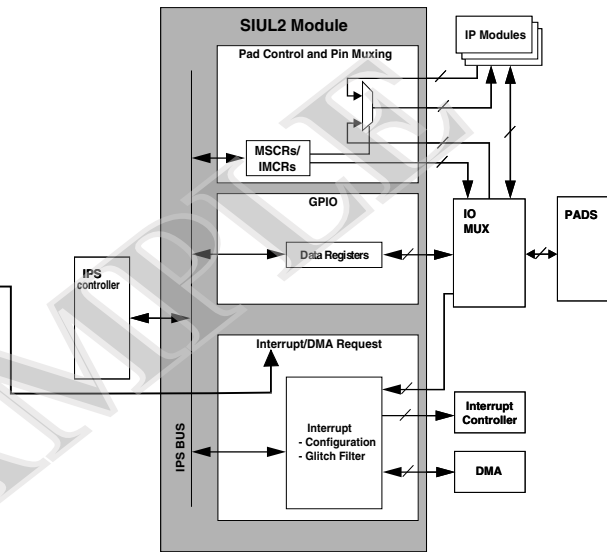 SIUL2 Module
Pad Control and Pin Muxing
IP Modules
MSCRs/
IMCRs
GPIO
IO
MUX
PADS
Data Registers
IPS
controller
Interrupt/DMA Request
IPS BUS
Interrupt
- Configuration
- Glitch Filter
Interrupt
Controller
DMA
AMPLE